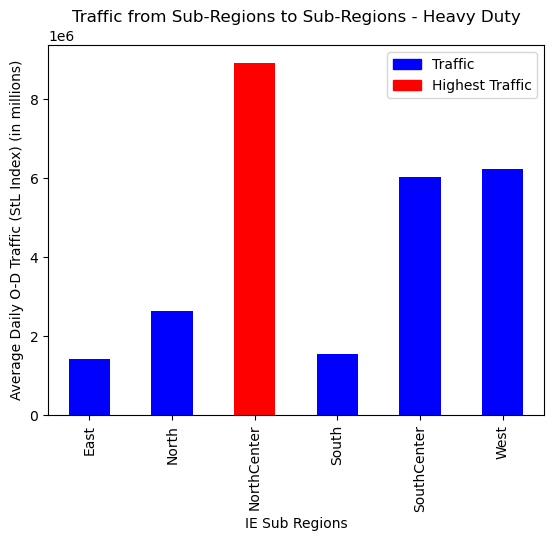 Traffic from Sub-Regions to Sub-Regions - Heavy Duty
1e6
Traffic
Highest Traffic
Average Daily O-D Traffic (StL Index) (in millions)
8
6
4
2
0
East
North
NorthCenter
South
SouthCenter
West
IE Sub Regions